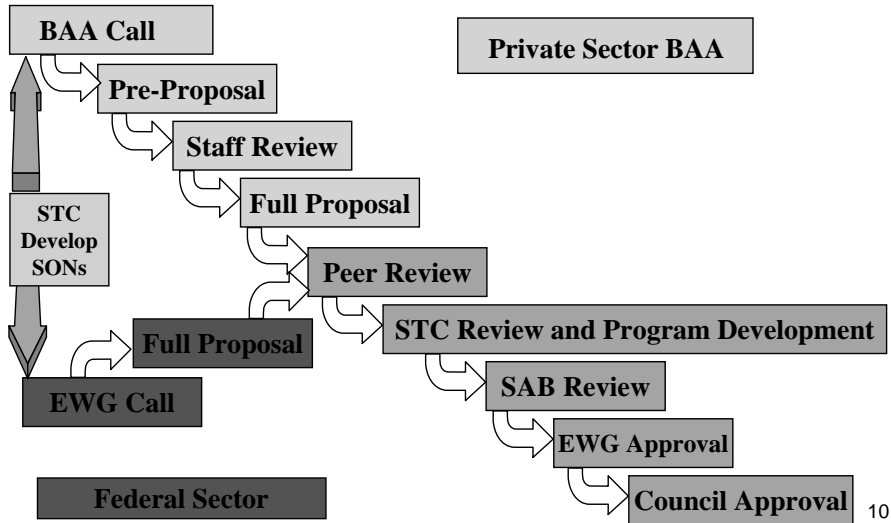 BAA Call
Private Sector BAA
Pre-Proposal
Staff Review
Full Proposal
STC
Develop
SONs
Peer Review
Full Proposal
STC Review and Program Development
EWG Call
SAB Review
EWG Approval
Federal Sector
Council Approval
10